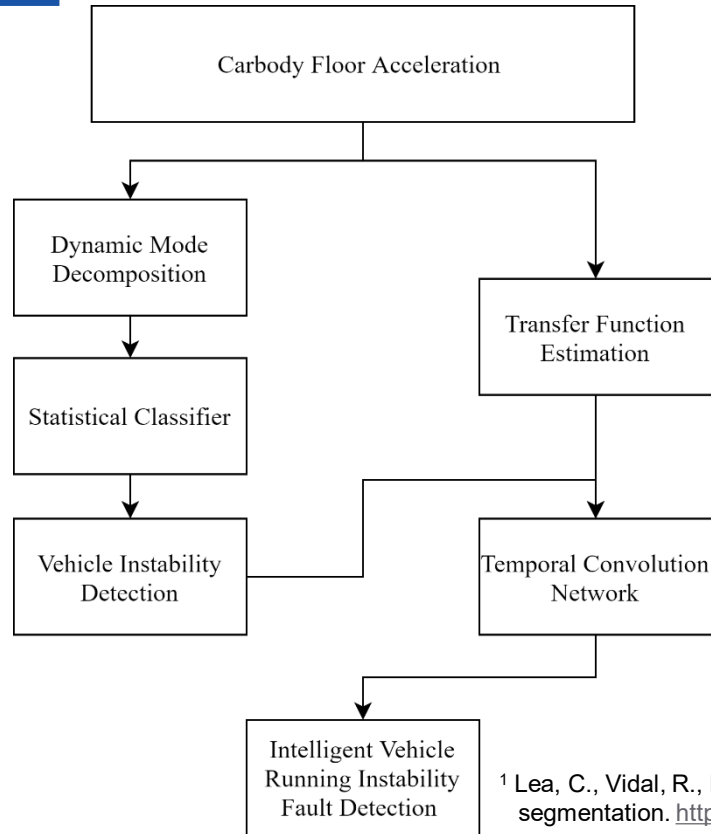 Carbody Floor Acceleration
Dynamic Mode
Decomposition
Transfer Function
Estimation
Statistical Classifier
Vehicle Instability
Detection
Temporal Convolution
Network
Intelligent Vehicle
Running Instability
Fault Detection
¹ Lea, C., Vidal, R.,
segmentation. http